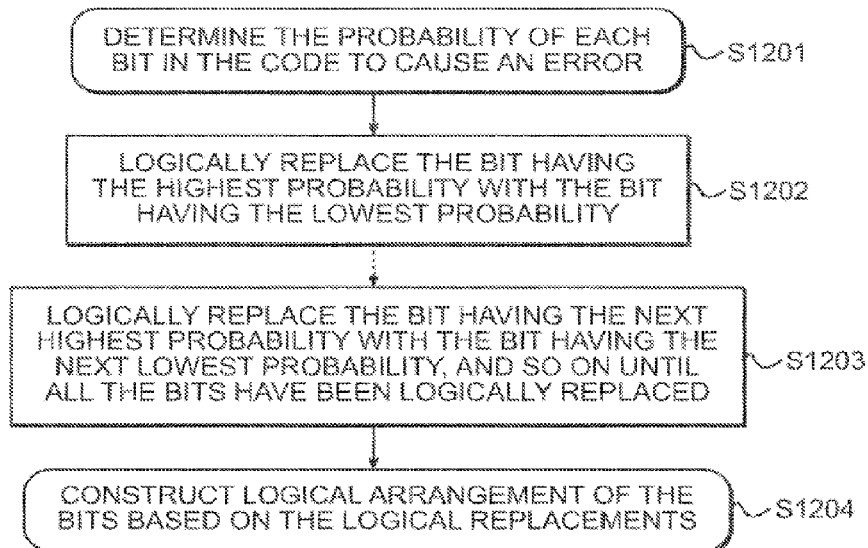 DETERMINE THE PROBABILITY OF EACH
BIT IN THE CODE TO CAUSE AN ERROR
S1201
LOGICALLY REPLACE THE BIT HAVING
THE HIGHEST PROBABILITY WITH THE BIT
HAVING THE LOWEST PROBABILITY
S1202
LOGICALLY REPLACE THE BIT HAVING THE NEXT
HIGHEST PROBABILITY WITH THE BIT HAVING THE
NEXT LOWEST PROBABILITY, AND SO ON UNTIL
ALL THE BITS HAVE BEEN LOGICALLY REPLACED
S1203
CONSTRUCT LOGICAL ARRANGEMENT OF THE
BITS BASED ON THE LOGICAL REPLACEMENTS
S1204